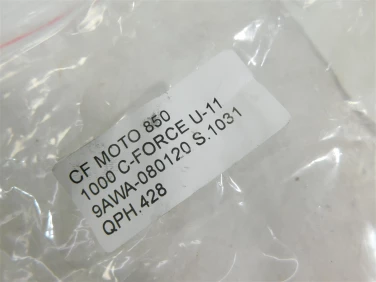 CF MOTO 850
1000 C-FORCE U-11
9AWA-080120 S.1031
QPH.428